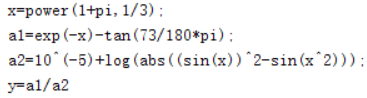 x=power(1+pi,1/3);
a1=exp(-x)-tan(73/180*pi);
a2=10^(-5)+log(abs((sin(x))^2-sin(x^2)));
y=a1/a2